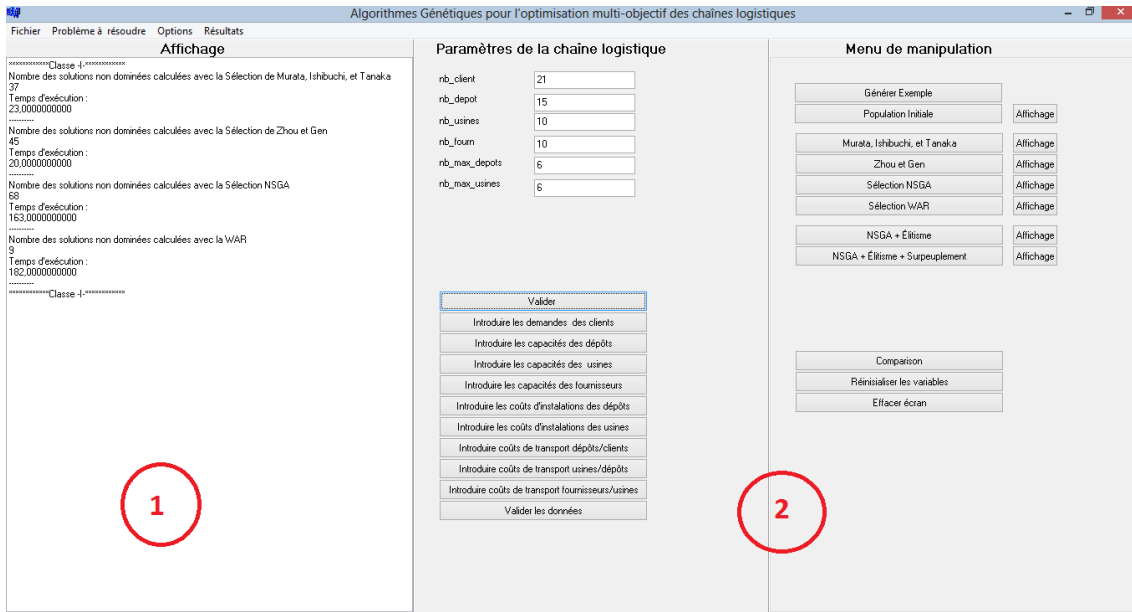 Algorithmes Génétiques pour l'optimisation multi-objectif des chaînes logistiques
Fichier Problème à résoudre Options Résultats
Affichage
************Classe -I-************
Nombre des solutions non dominées calculées avec la Sélection de Murata, Ishibuchi, et Tanaka
37
Temps d'exécution :
23,0000000000
----------
Nombre des solutions non dominées calculées avec la Sélection de Zhou et Gen
45
Temps d'exécution :
20,0000000000
----------
Nombre des solutions non dominées calculées avec la Sélection NSGA
68
Temps d'exécution :
163,0000000000
----------
Nombre des solutions non dominées calculées avec la WAR
9
Temps d'exécution :
182,0000000000
----------
************Classe -I-************
1
Paramètres de la chaîne logistique
nb_client 21
nb_depot 15
nb_usines 10
nb_fourn 10
nb_max_depots 6
nb_max_usines 6
Valider
Introduire les demandes des clients
Introduire les capacités des dépôts
Introduire les capacités des usines
Introduire les capacités des fournisseurs
Introduire les coûts d'instalations des dépôts
Introduire les coûts d'instalations des usines
Introduire coûts de transport dépôts/clients
Introduire coûts de transport usines/dépôts
Introduire coûts de transport fournisseurs/usines
Valider les données
2
Menu de manipulation
Générer Exemple
Population Initiale Affichage
Murata, Ishibuchi, et Tanaka Affichage
Zhou et Gen Affichage
Sélection NSGA Affichage
Sélection WAR Affichage
NSGA + Élitisme Affichage
NSGA + Élitisme + Surpeuplement Affichage
Comparison
Réinisialiser les variables
Effacer écran